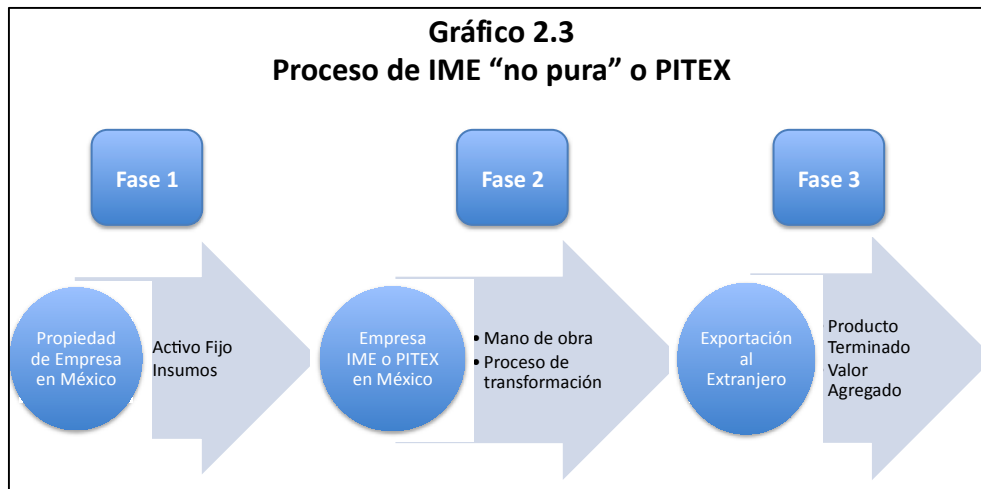 Gráfico 2.3
Proceso de IME “no pura” o PITEX
Fase 1
Fase 2
Fase 3
Propiedad
de Empresa
en México
Activo Fijo
Insumos
Empresa
IME o PITEX
en México
• Mano de obra
• Proceso de
transformación
Exportación
al
Extranjero
• Producto
Terminado
• Valor
Agregado